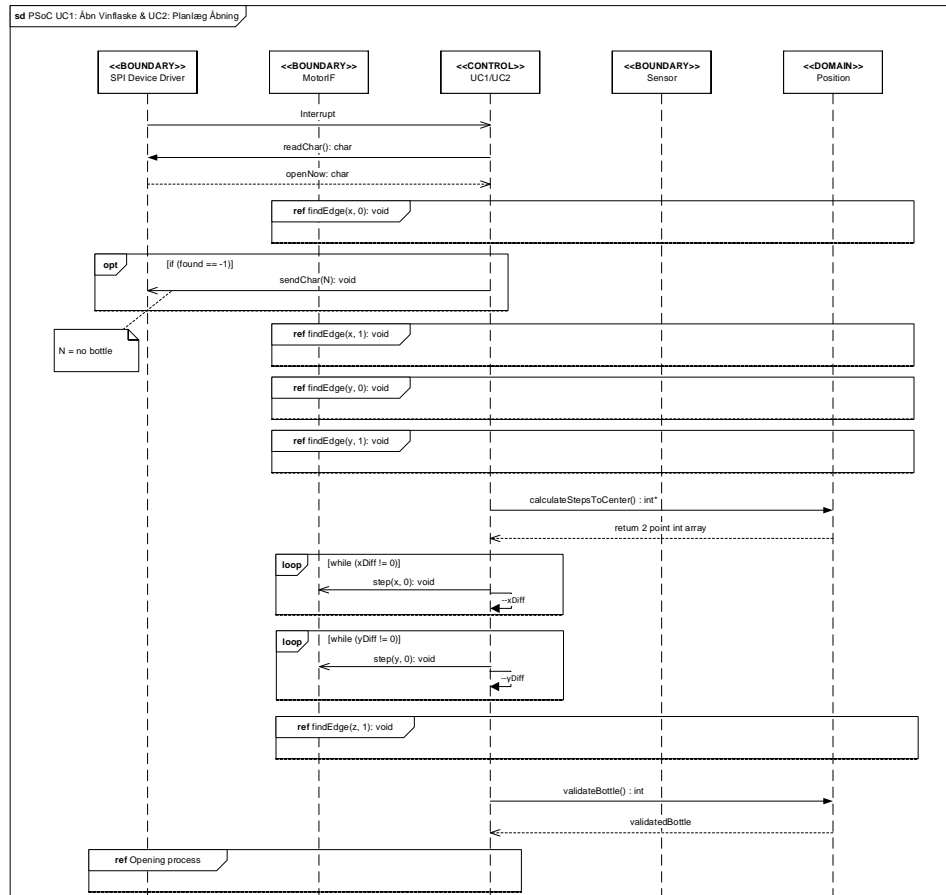 sd PSoC UC1: Åbn Vinflaske & UC2: Planlæg Åbning
<<BOUNDARY>>
SPI Device Driver
<<BOUNDARY>>
MotorIF
<<CONTROL>>
UC1/UC2
<<BOUNDARY>>
Sensor
<<DOMAIN>>
Position
Interrupt
readChar(): char
openNow: char
ref findEdge(x, 0): void
opt [if (found == -1)]
sendChar(N): void
N = no bottle
ref findEdge(x, 1): void
ref findEdge(y, 0): void
ref findEdge(y, 1): void
calculateStepsToCenter() : int*
return 2 point int array
loop [while (xDiff != 0)]
step(x, 0): void
--xDiff
loop [while (yDiff != 0)]
step(y, 0): void
--yDiff
ref findEdge(z, 1): void
validateBottle() : int
validatedBottle
ref Opening process